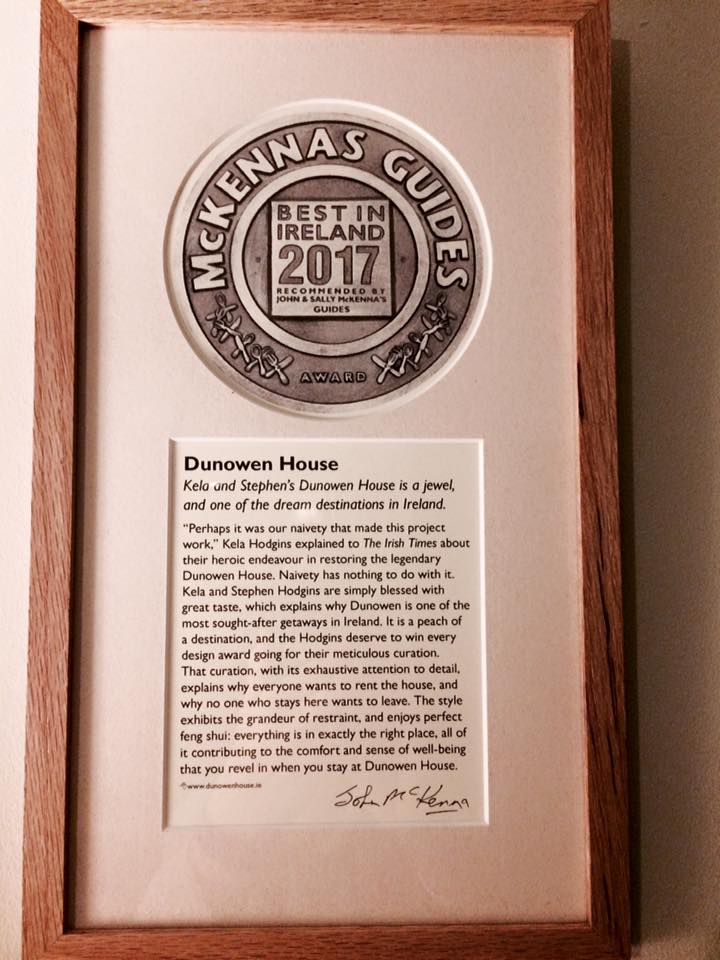 McKENNAS GUIDES
BEST IN
IRELAND
2017
RECOMMENDED BY
JOHN & SALLY McKENNA'S
GUIDES
AWARD
Dunowen House
Kela and Stephen's Dunowen House is a jewel,
and one of the dream destinations in Ireland.
"Perhaps it was our naivety that made this project
work," Kela Hodgins explained to The Irish Times about
their heroic endeavour in restoring the legendary
Dunowen House. Naivety has nothing to do with it.
Kela and Stephen Hodgins are simply blessed with
great taste, which explains why Dunowen is one of the
most sought-after getaways in Ireland. It is a peach of
a destination, and the Hodgins deserve to win every
design award going for their meticulous curation.
That curation, with its exhaustive attention to detail,
explains why everyone wants to rent the house, and
why no one who stays here wants to leave. The style
exhibits the grandeur of restraint, and enjoys perfect
feng shui: everything is in exactly the right place, all of
it contributing to the comfort and sense of well-being
that you revel in when you stay at Dunowen House.
www.dunowenhouse.ie
John McKenna